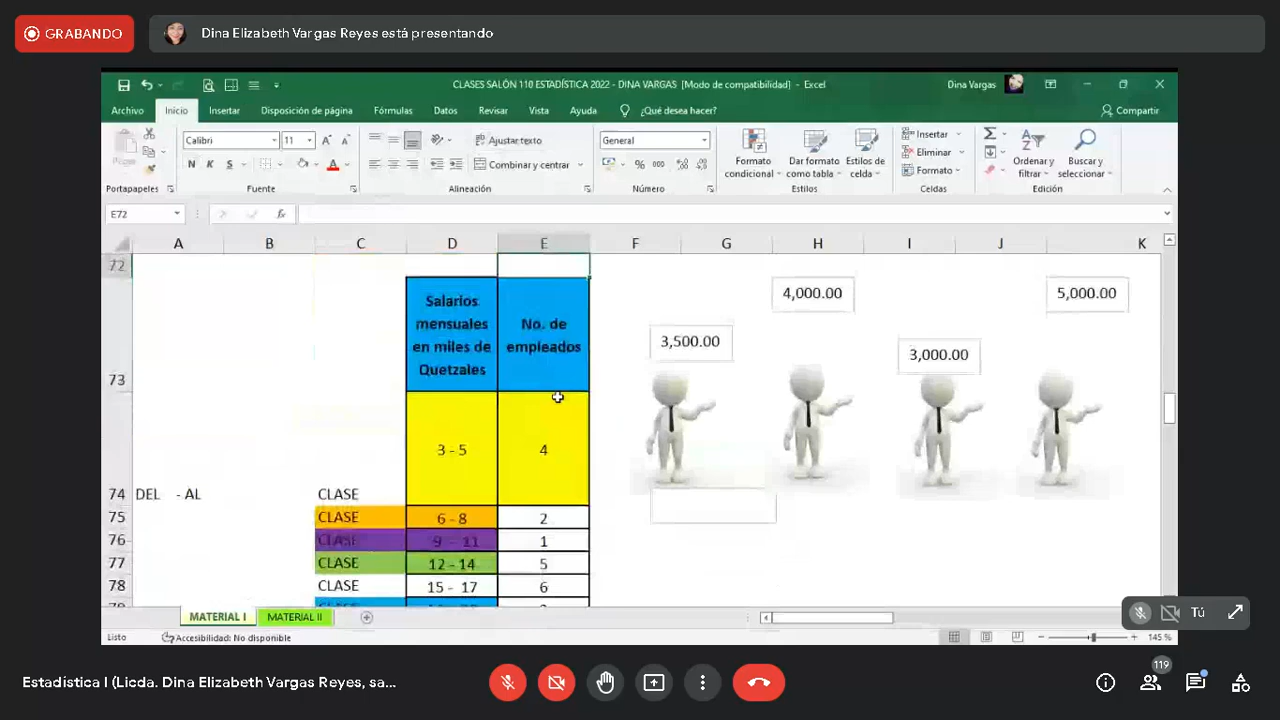 GRABANDO
Dina Elizabeth Vargas Reyes está presentando
CLASES SALÓN 110 ESTADÍSTICA 2022 - DINA VARGAS [Modo de compatibilidad] - Excel
Dina Vargas
Archivo Inicio Insertar Disposición de página Fórmulas Datos Revisar Vista Ayuda ¿Qué desea hacer? Compartir
Calibri 11
Ajustar texto
General
Formato condicional
Dar formato como tabla
Estilos de celda
Insertar
Eliminar
Formato
Ordenar y filtrar
Buscar y seleccionar
N K S
Combinar y centrar
% 000
Portapapeles Fuente Alineación Número Estilos Celdas Edición
E72 fx
A B C D E F G H I J K
72
73
Salarios mensuales en miles de Quetzales
No. de empleados
3,500.00
4,000.00
3,000.00
5,000.00
74 DEL - AL CLASE 3 - 5 4
75 CLASE 6 - 8 2
76 CLASE 9 - 11 1
77 CLASE 12 - 14 5
78 CLASE 15 - 17 6
MATERIAL I MATERIAL II
Listo Accesibilidad: No disponible 145 %
Tú
Estadística I (Licda. Dina Elizabeth Vargas Reyes, sa...
119